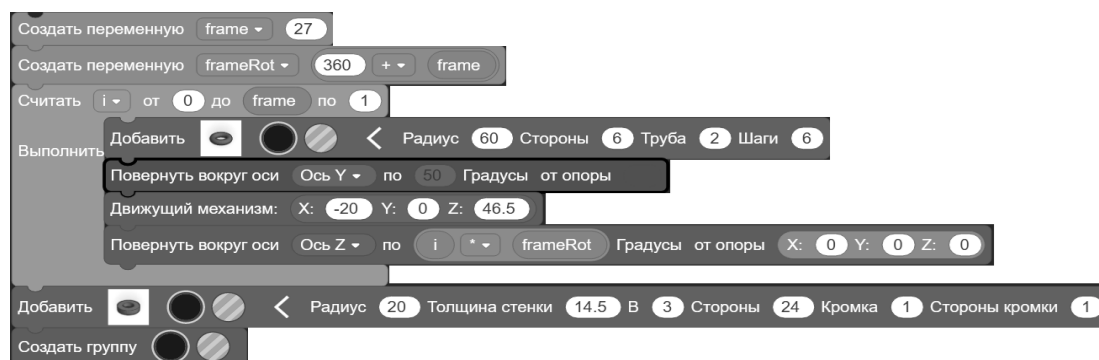 Создать переменную frame 27
Создать переменную frameRot 360 + frame
Считать i от 0 до frame по 1
Добавить Радиус 60 Стороны 6 Труба 2 Шаги 6
Выполнить
Повернуть вокруг оси Ось Y по 50 Градусы от опоры
Движущий механизм: X: -20 Y: 0 Z: 46.5
Повернуть вокруг оси Ось Z по i * frameRot Градусы от опоры X: 0 Y: 0 Z: 0
Добавить Радиус 20 Толщина стенки 14.5 В 3 Стороны 24 Кромка 1 Стороны кромки 1
Создать группу